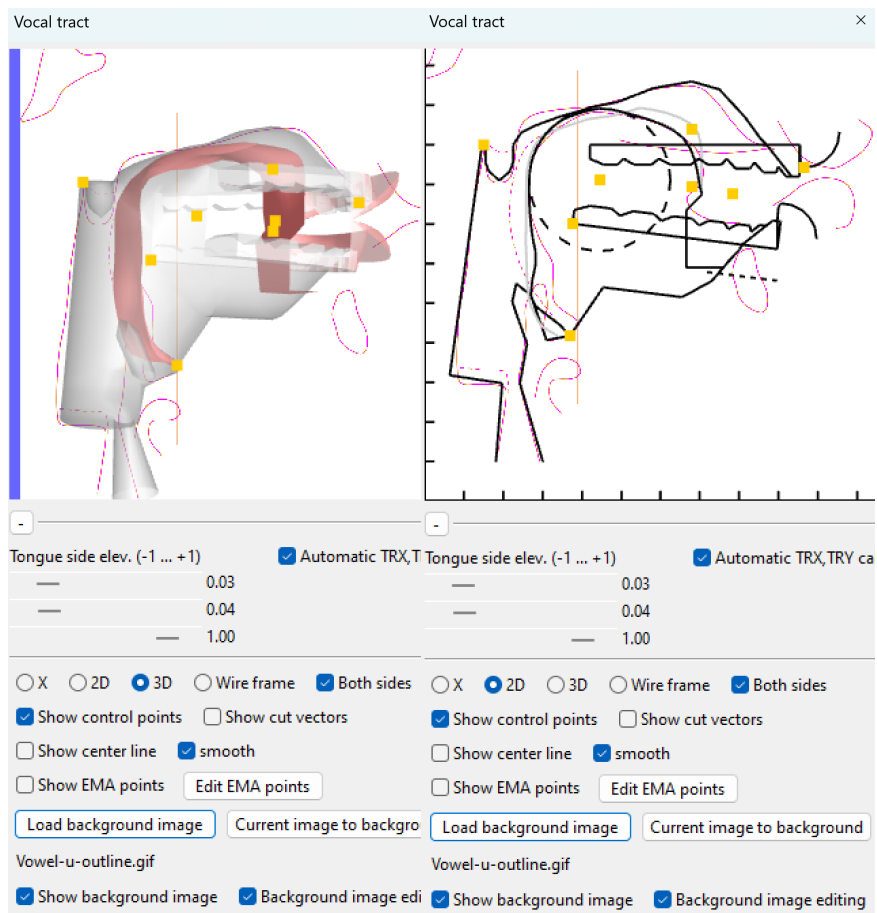 Vocal tract
-
Tongue side elev. (-1 ... +1)
Automatic TRX,T
0.03
0.04
1.00
X 2D 3D Wire frame Both sides
Show control points Show cut vectors
Show center line smooth
Show EMA points Edit EMA points
Load background image Current image to backgro
Vowel-u-outline.gif
Show background image Background image edi
Vocal tract
-
Tongue side elev. (-1 ... +1)
Automatic TRX,TRY ca
0.03
0.04
1.00
X 2D 3D Wire frame Both sides
Show control points Show cut vectors
Show center line smooth
Show EMA points Edit EMA points
Load background image Current image to background
Vowel-u-outline.gif
Show background image Background image editing